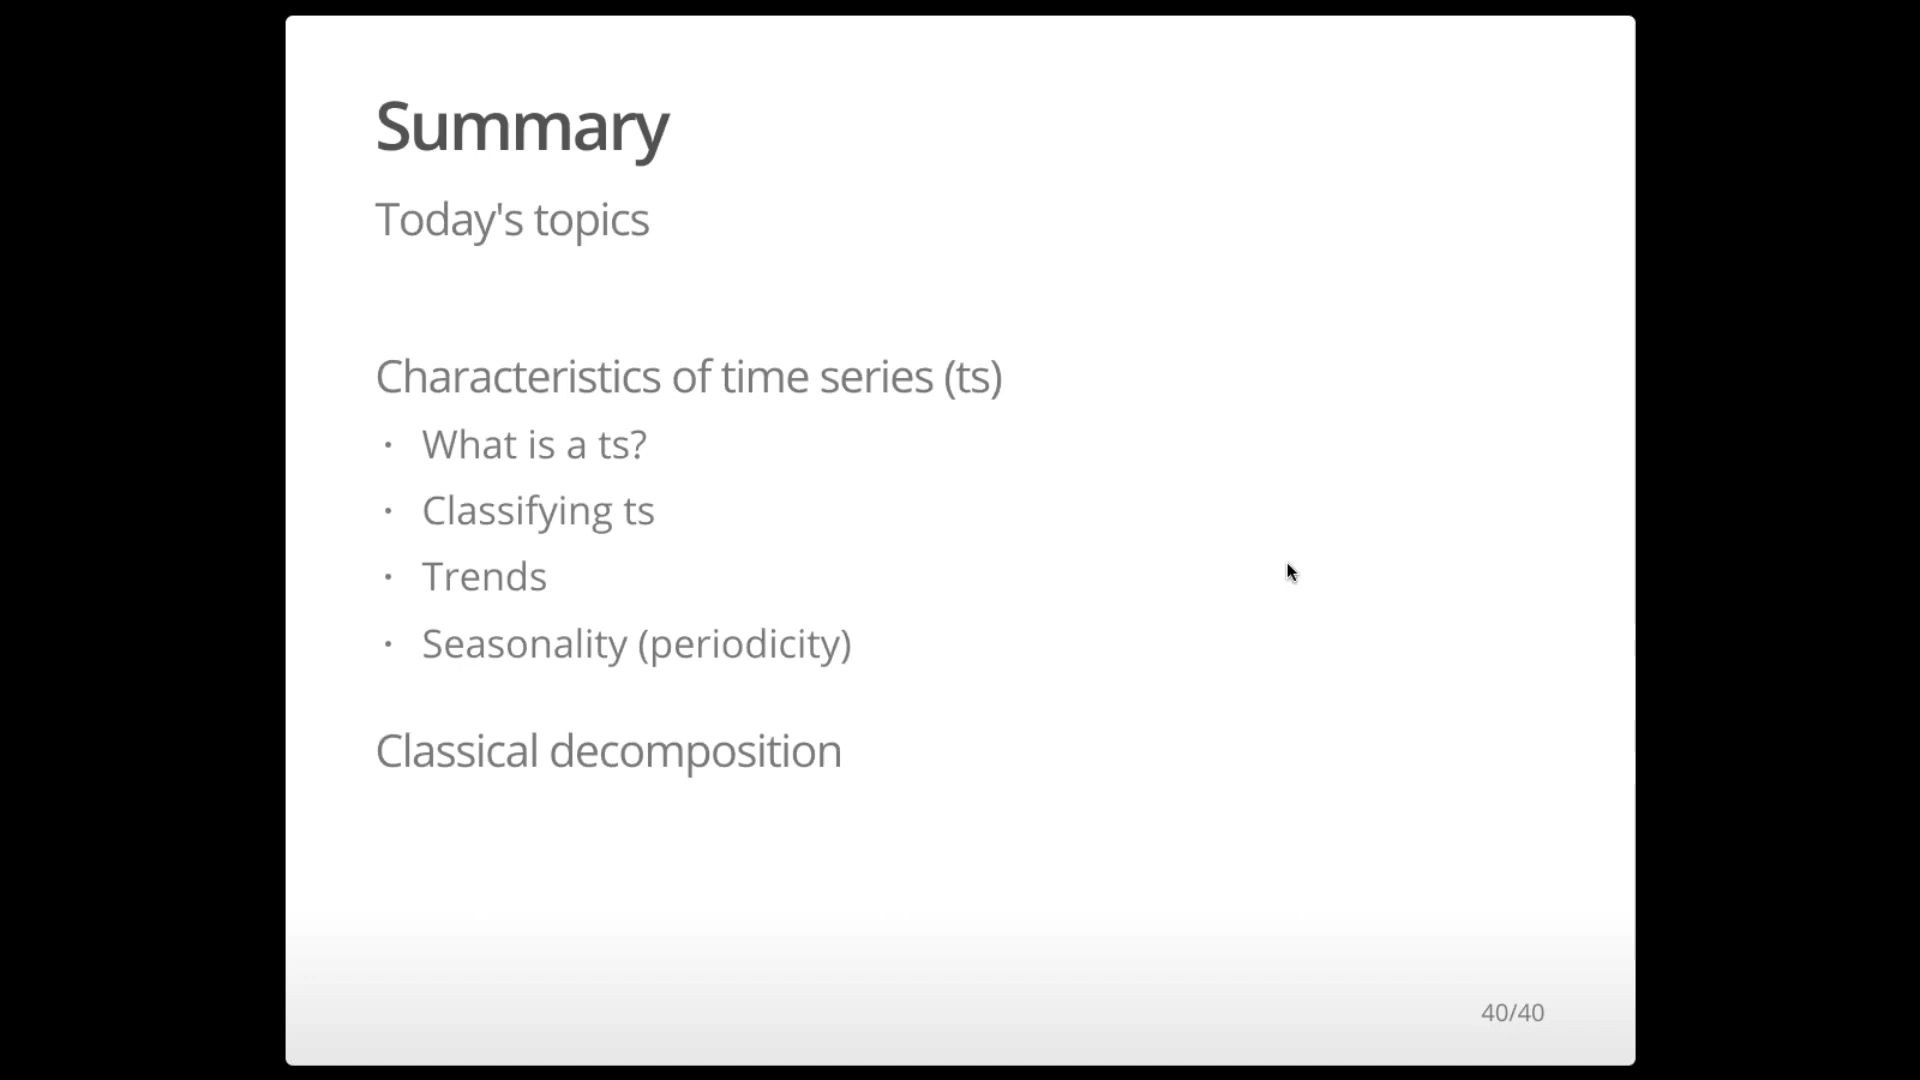 Summary
Today's topics
Characteristics of time series (ts)
· What is a ts?
· Classifying ts
· Trends
· Seasonality (periodicity)
Classical decomposition
40/40